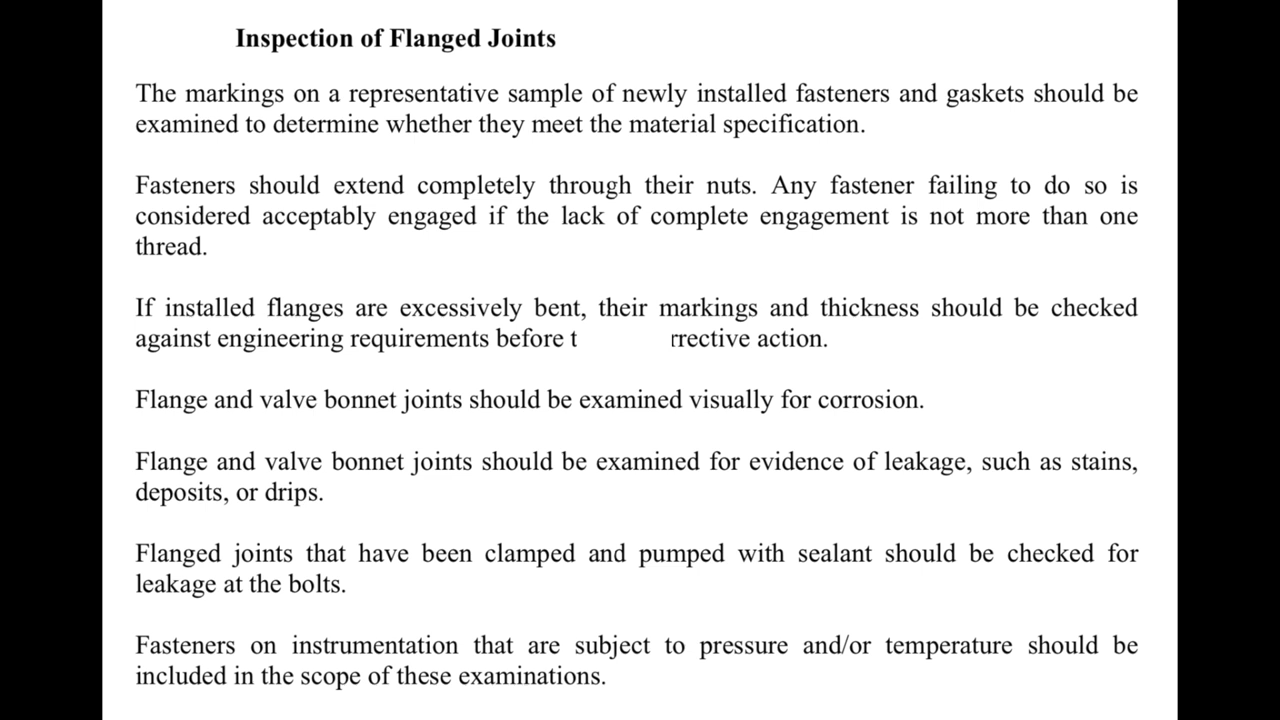 Inspection of Flanged Joints
The markings on a representative sample of newly installed fasteners and gaskets should be
examined to determine whether they meet the material specification.
Fasteners should extend completely through their nuts. Any fastener failing to do so is
considered acceptably engaged if the lack of complete engagement is not more than one
thread.
If installed flanges are excessively bent, their markings and thickness should be checked
against engineering requirements before action.
Flange and valve bonnet joints should be examined visually for corrosion.
Flange and valve bonnet joints should be examined for evidence of leakage, such as stains,
deposits, or drips.
Flanged joints that have been clamped and pumped with sealant should be checked for
leakage at the bolts.
Fasteners on instrumentation that are subject to pressure and/or temperature should be
included in the scope of these examinations.